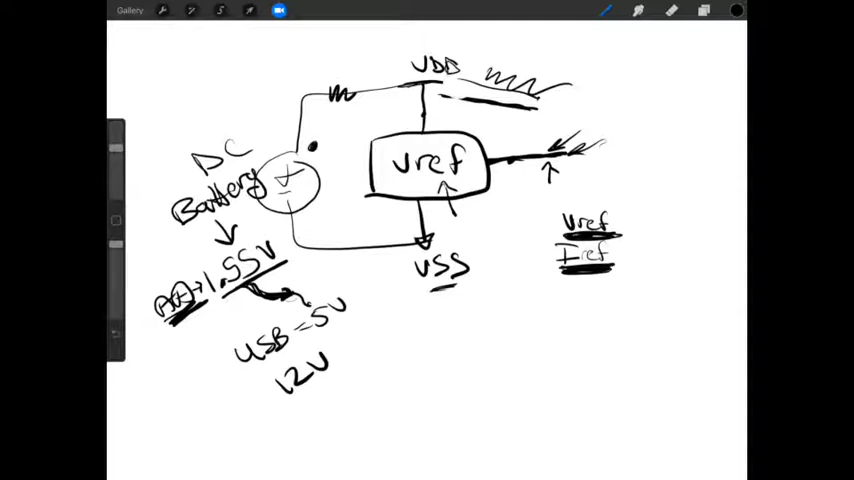 Gallery
VDD
DC
Battery
Vref
Vref
Iref
AA→1.55V
VSS
USB = 5V
12V